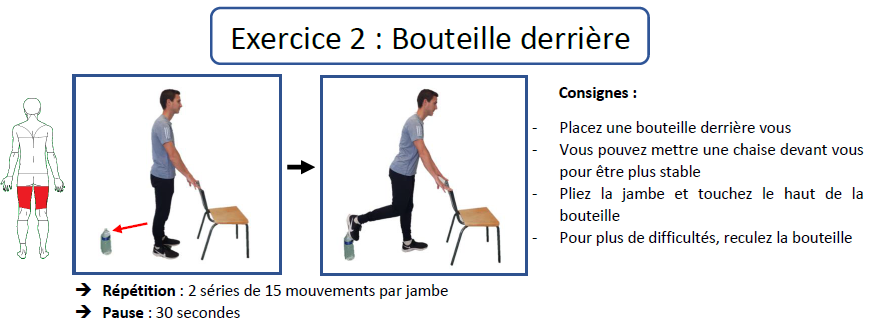 Exercice 2 : Bouteille derrière
Consignes :
- Placez une bouteille derrière vous
- Vous pouvez mettre une chaise devant vous
pour être plus stable
- Pliez la jambe et touchez le haut de la
bouteille
- Pour plus de difficultés, reculez la bouteille
➔ Répétition : 2 séries de 15 mouvements par jambe
➔ Pause : 30 secondes